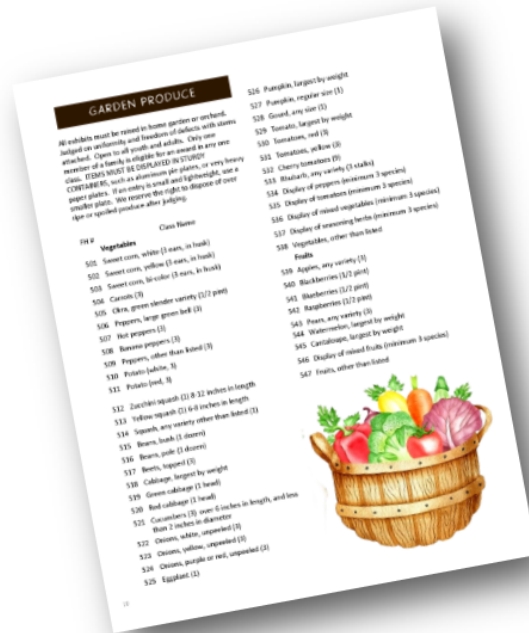 GARDEN PRODUCE
All exhibits must be raised in home garden or orchard.
Judged on uniformity and freedom of defects with stems
attached. Open to all youth and adults. Only one
member of a family is eligible for an award in any one
class. ITEMS MUST BE DISPLAYED IN STURDY
CONTAINERS, such as aluminum pie plates, or very heavy
paper plates. If an entry is small and lightweight, use a
smaller plate. We reserve the right to dispose of over
ripe or spoiled produce after judging.
FH # Class Name
Vegetables
501 Sweet corn, white (3 ears, in husk)
502 Sweet corn, yellow (3 ears, in husk)
503 Sweet corn, bi-color (3 ears, in husk)
504 Carrots (3)
505 Okra, green slender variety (1/2 pint)
506 Peppers, large green bell (3)
507 Hot peppers (3)
508 Banana peppers (3)
509 Peppers, other than listed (3)
510 Potato (white, 3)
511 Potato (red, 3)
512 Zucchini squash (1) 8-12 inches in length
513 Yellow squash (1) 6-8 inches in length
514 Squash, any variety other than listed (1)
515 Beans, bush (1 dozen)
516 Beans, pole (1 dozen)
517 Beets, topped (3)
518 Cabbage, largest by weight
519 Green cabbage (1 head)
520 Red cabbage (1 head)
521 Cucumbers (3) over 6 inches in length, and less
than 2 inches in diameter
522 Onions, white, unpeeled (3)
523 Onions, yellow, unpeeled (3)
524 Onions, purple or red, unpeeled (3)
525 Eggplant (1)
526 Pumpkin, largest by weight
527 Pumpkin, regular size (1)
528 Gourd, any size (1)
529 Tomato, largest by weight
530 Tomatoes, red (3)
531 Tomatoes, yellow (3)
532 Cherry tomatoes (9)
533 Rhubarb, any variety (3 stalks)
534 Display of peppers (minimum 3 species)
535 Display of tomatoes (minimum 3 species)
536 Display of mixed vegetables (minimum 3 species)
537 Display of seasoning herbs (minimum 3 species)
538 Vegetables, other than listed
Fruits
539 Apples, any variety (3)
540 Blackberries (1/2 pint)
541 Blueberries (1/2 pint)
542 Raspberries (1/2 pint)
543 Pears, any variety (3)
544 Watermelon, largest by weight
545 Cantaloupe, largest by weight
546 Display of mixed fruits (minimum 3 species)
547 Fruits, other than listed